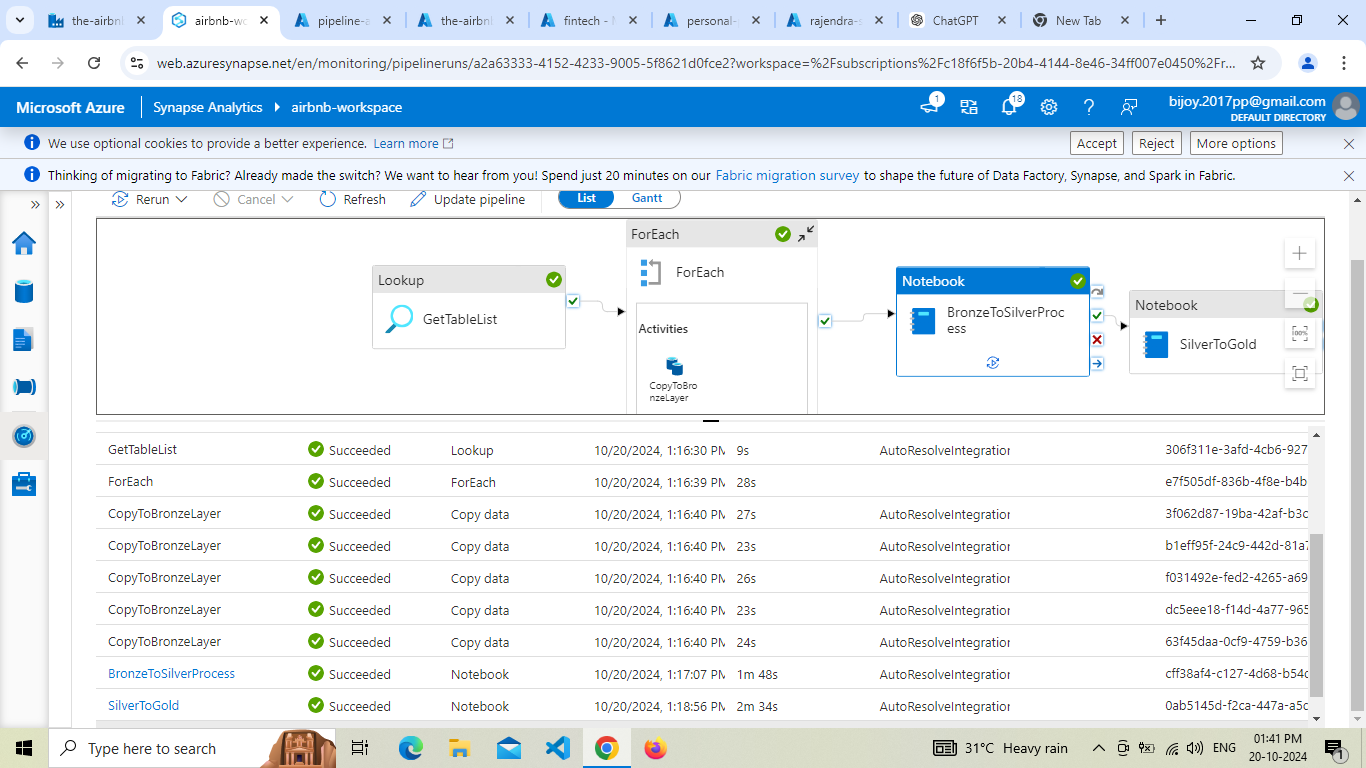 the-airbnb
airbnb-wo
pipeline-a
the-airbnb
fintech - M
personal-
rajendra-s
ChatGPT
New Tab
web.azuresynapse.net/en/monitoring/pipelineruns/a2a63333-4152-4233-9005-5f8621d0fce2?workspace=%2Fsubscriptions%2Fc18f6f5b-20b4-4144-8e46-34ff007e0450%2Fr...
Microsoft Azure
Synapse Analytics
airbnb-workspace
1
18
bijoy.2017pp@gmail.com
DEFAULT DIRECTORY
We use optional cookies to provide a better experience. Learn more
Accept
Reject
More options
Thinking of migrating to Fabric? Already made the switch? We want to hear from you! Spend just 20 minutes on our Fabric migration survey to shape the future of Data Factory, Synapse, and Spark in Fabric.
Rerun
Cancel
Refresh
Update pipeline
List
Gantt
Lookup
GetTableList
ForEach
ForEach
Activities
CopyToBro
nzeLayer
Notebook
BronzeToSilverProc
ess
Notebook
SilverToGold
100%
GetTableList Succeeded Lookup 10/20/2024, 1:16:30 PM 9s AutoResolveIntegration 306f311e-3afd-4cb6-927
ForEach Succeeded ForEach 10/20/2024, 1:16:39 PM 28s e7f505df-836b-4f8e-b4b
CopyToBronzeLayer Succeeded Copy data 10/20/2024, 1:16:40 PM 27s AutoResolveIntegration 3f062d87-19ba-42af-b3c
CopyToBronzeLayer Succeeded Copy data 10/20/2024, 1:16:40 PM 23s AutoResolveIntegration b1eff95f-24c9-442d-81a7
CopyToBronzeLayer Succeeded Copy data 10/20/2024, 1:16:40 PM 26s AutoResolveIntegration f031492e-fed2-4265-a69
CopyToBronzeLayer Succeeded Copy data 10/20/2024, 1:16:40 PM 23s AutoResolveIntegration dc5eee18-f14d-4a77-965
CopyToBronzeLayer Succeeded Copy data 10/20/2024, 1:16:40 PM 24s AutoResolveIntegration 63f45daa-0cf9-4759-b36
BronzeToSilverProcess Succeeded Notebook 10/20/2024, 1:17:07 PM 1m 48s AutoResolveIntegration cff38af4-c127-4d68-b54c
SilverToGold Succeeded Notebook 10/20/2024, 1:18:56 PM 2m 34s AutoResolveIntegration 0ab5145d-f2ca-447a-a5c
Type here to search
31°C Heavy rain
ENG
01:41 PM
20-10-2024
1